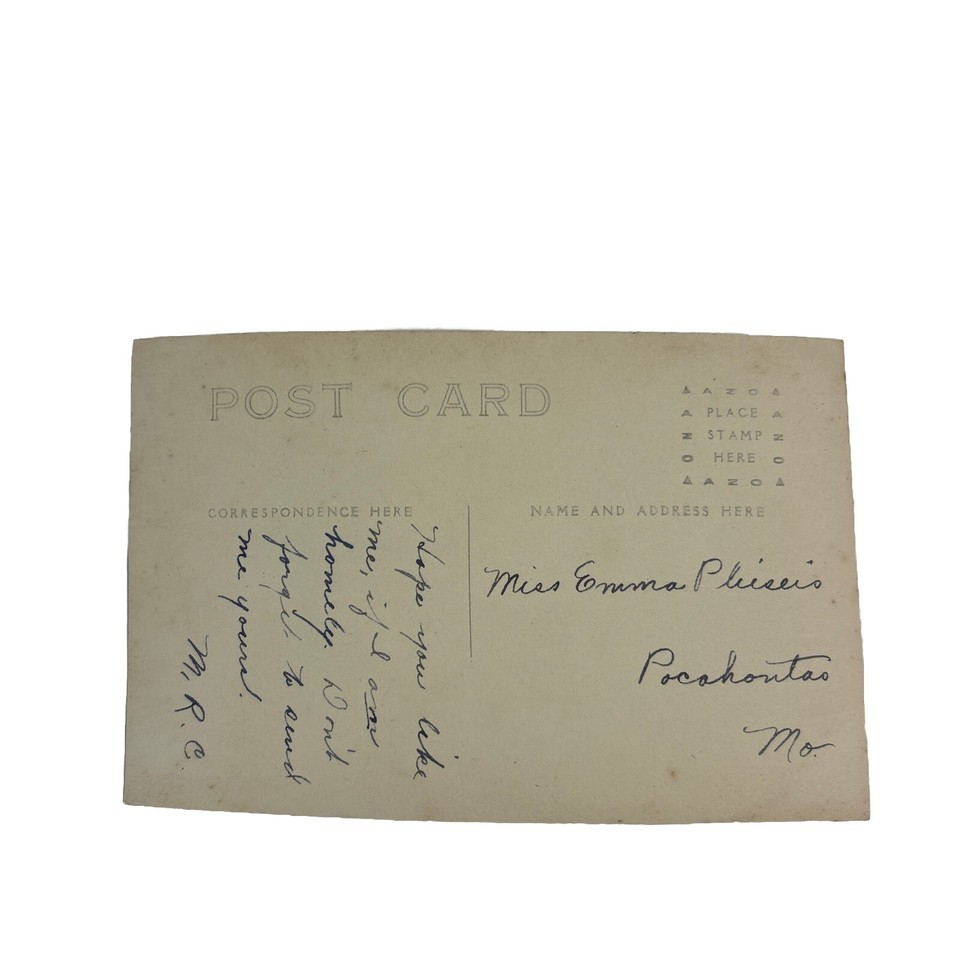 POST CARD
▲ A Z O ▲
A PLACE A
Z STAMP Z
O HERE O
▲ A Z O ▲
CORRESPONDENCE HERE
NAME AND ADDRESS HERE
Hope you like
me, if I am
homely. Don't
forget to send
me yours.
M. R. C.
Miss Emma
Pocahontas
Mo.